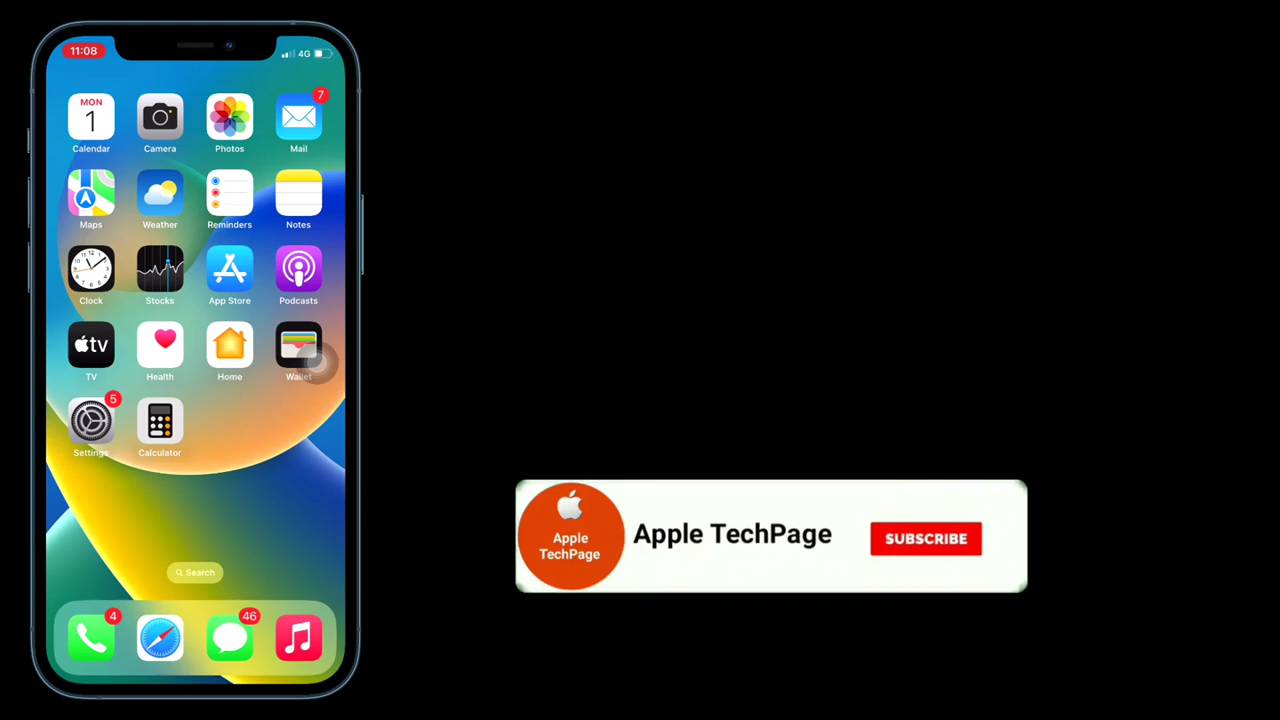 11:08
4G
MON
1
7
Calendar
Camera
Photos
Mail
Maps
Weather
Reminders
Notes
Clock
Stocks
App Store
Podcasts
tv
TV
Health
Home
Wallet
5
Settings
Calculator
Search
4
46
Apple
TechPage
Apple TechPage
SUBSCRIBE